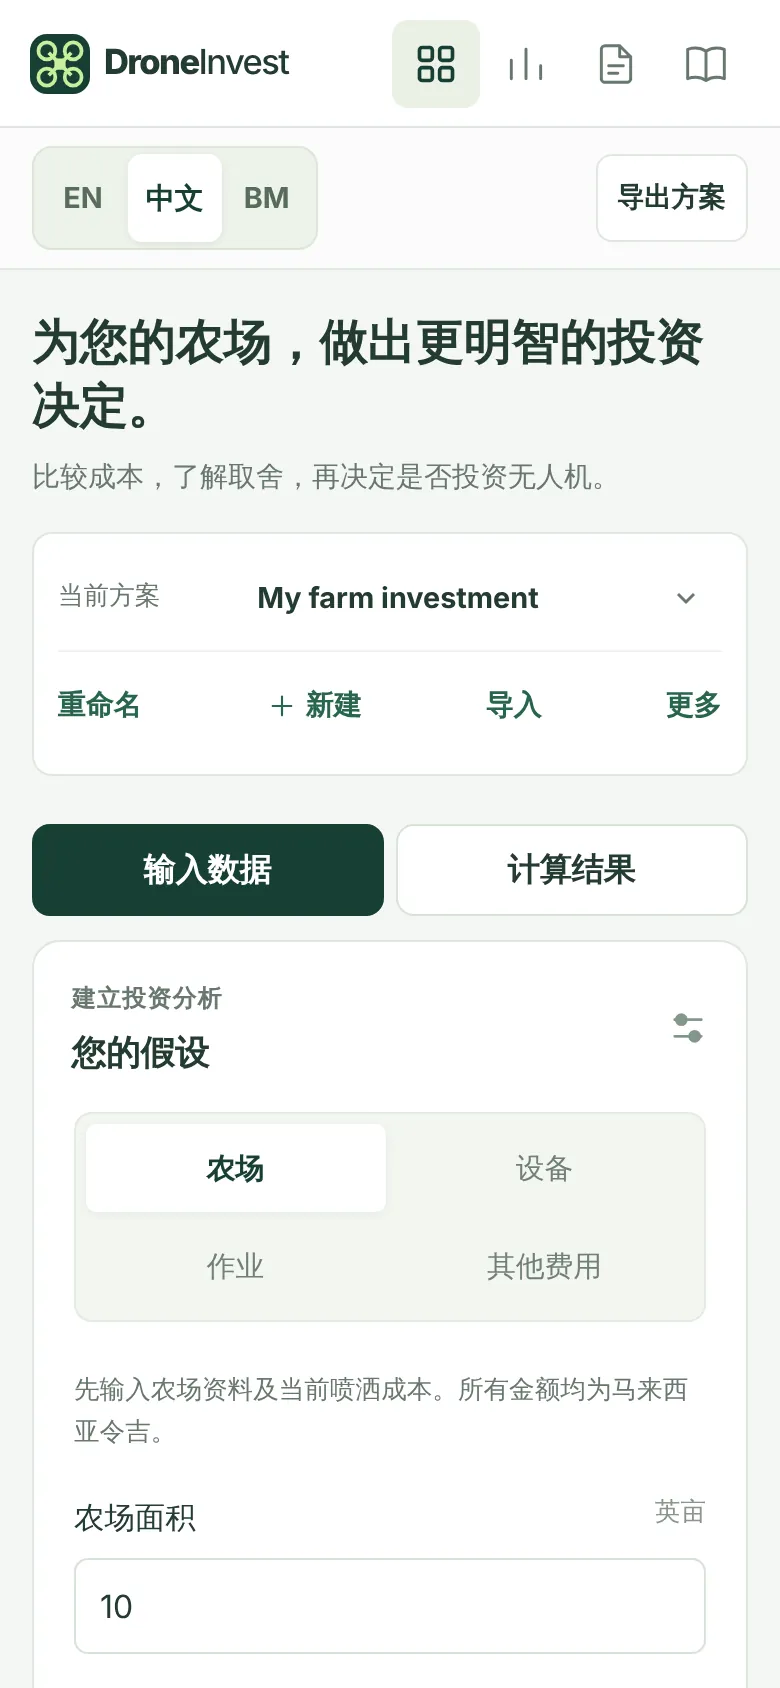 DroneInvest
EN 中文 BM
导出方案
为您的农场，做出更明智的投资
决定。
比较成本，了解取舍，再决定是否投资无人机。
当前方案 My farm investment
重命名 + 新建 导入 更多
输入数据 计算结果
建立投资分析
您的假设
农场 设备
作业 其他费用
先输入农场资料及当前喷洒成本。所有金额均为马来西
亚令吉。
农场面积 英亩
10